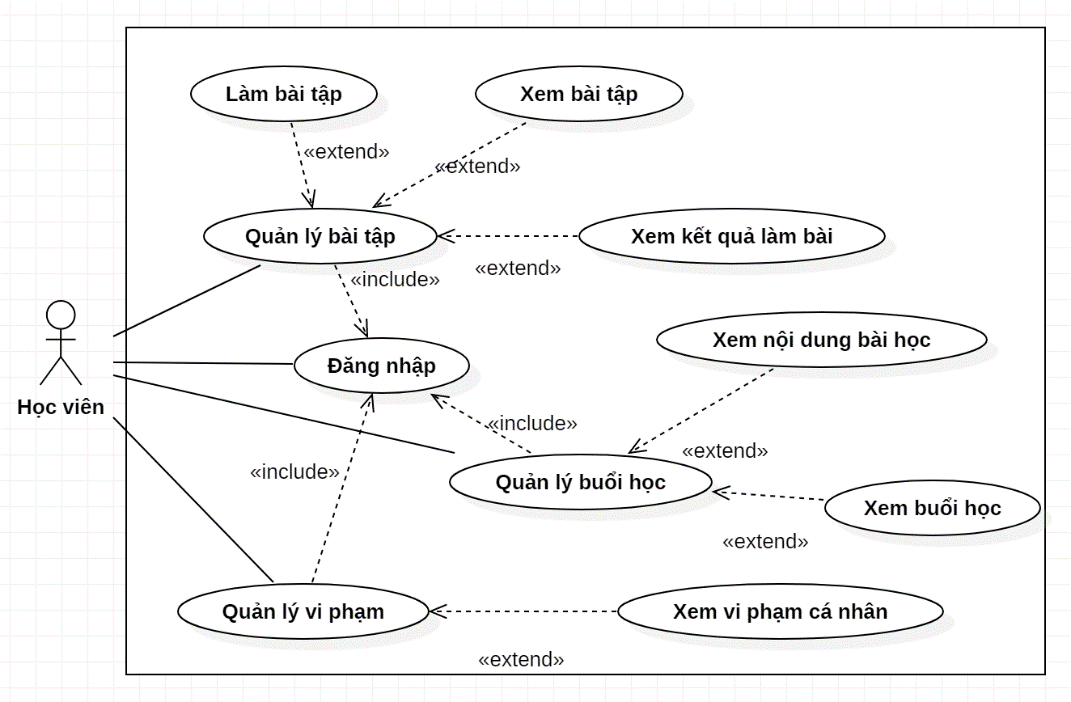 Làm bài tập
Xem bài tập
«extend»
«extend»
Quản lý bài tập
Xem kết quả làm bài
«extend»
«include»
Xem nội dung bài học
Đăng nhập
Học viên
«include»
«extend»
«include»
Quản lý buổi học
Xem buổi học
«extend»
Quản lý vi phạm
Xem vi phạm cá nhân
«extend»